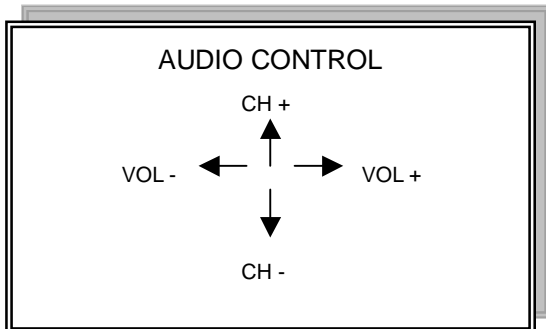 AUDIO CONTROL
CH +
VOL - VOL +
CH -